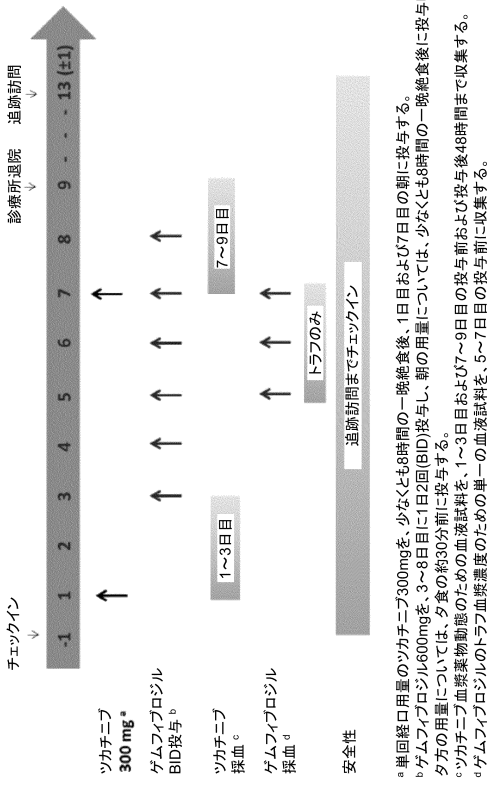 チェックイン
診療所退院
追跡訪問
-1 1 2 3 4 5 6 7 8 9 - - - 13 (±1)
ツカチニブ
300 mg ᵃ
ゲムフィブロジル
BID投与 ᵇ
ツカチニブ
採血 ᶜ
1～3日目
7～9日目
ゲムフィブロジル
採血 ᵈ
トラフのみ
安全性
追跡訪問までチェックイン
ᵃ 単回経口用量のツカチニブ300mgを、少なくとも8時間の一晩絶食後、1日目および7日目の朝に投与する。
ᵇ ゲムフィブロジル600mgを、3～8日目に1日2回(BID)投与し、朝の用量については、少なくとも8時間の一晩絶食後に投与
夕方の用量については、夕食の約30分前に投与する。
ᶜ ツカチニブ血漿薬物動態のための血液試料を、1～3日目および7～9日目の投与前および投与後48時間まで収集する。
ᵈ ゲムフィブロジルのトラフ血漿濃度のための単一の血液試料を、5～7日目の投与前に収集する。